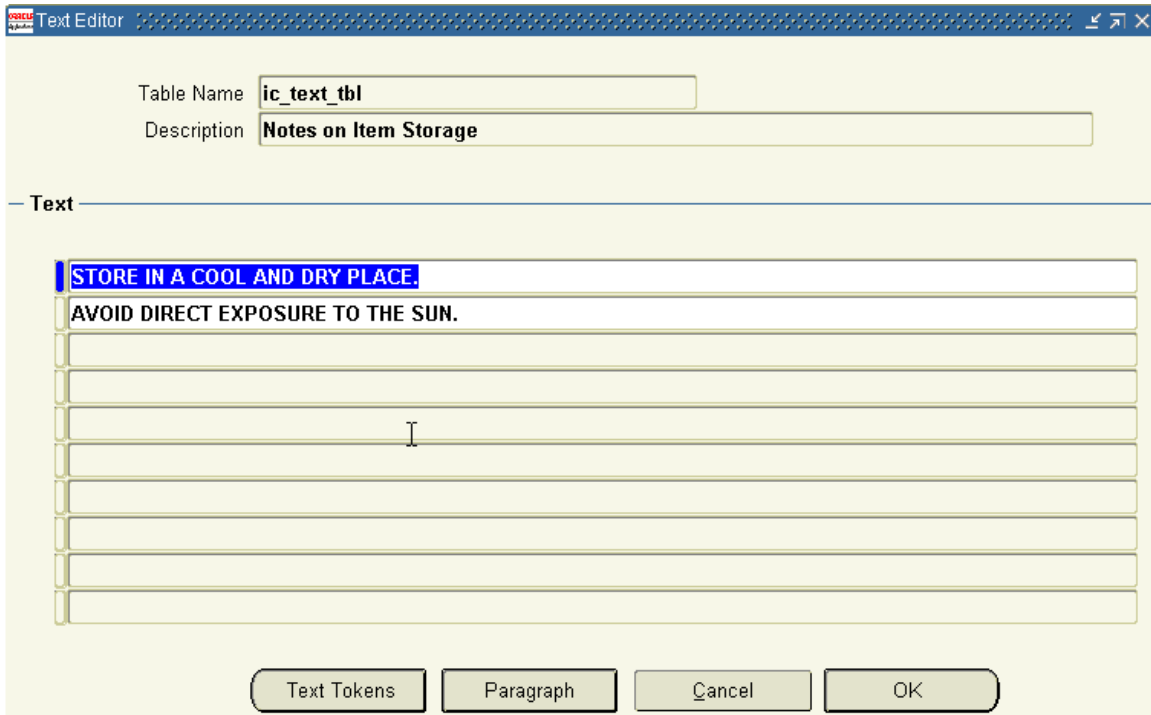 ORACLE Text Editor
Table Name ic_text_tbl
Description Notes on Item Storage
Text
STORE IN A COOL AND DRY PLACE.
AVOID DIRECT EXPOSURE TO THE SUN.
Text Tokens Paragraph Cancel OK